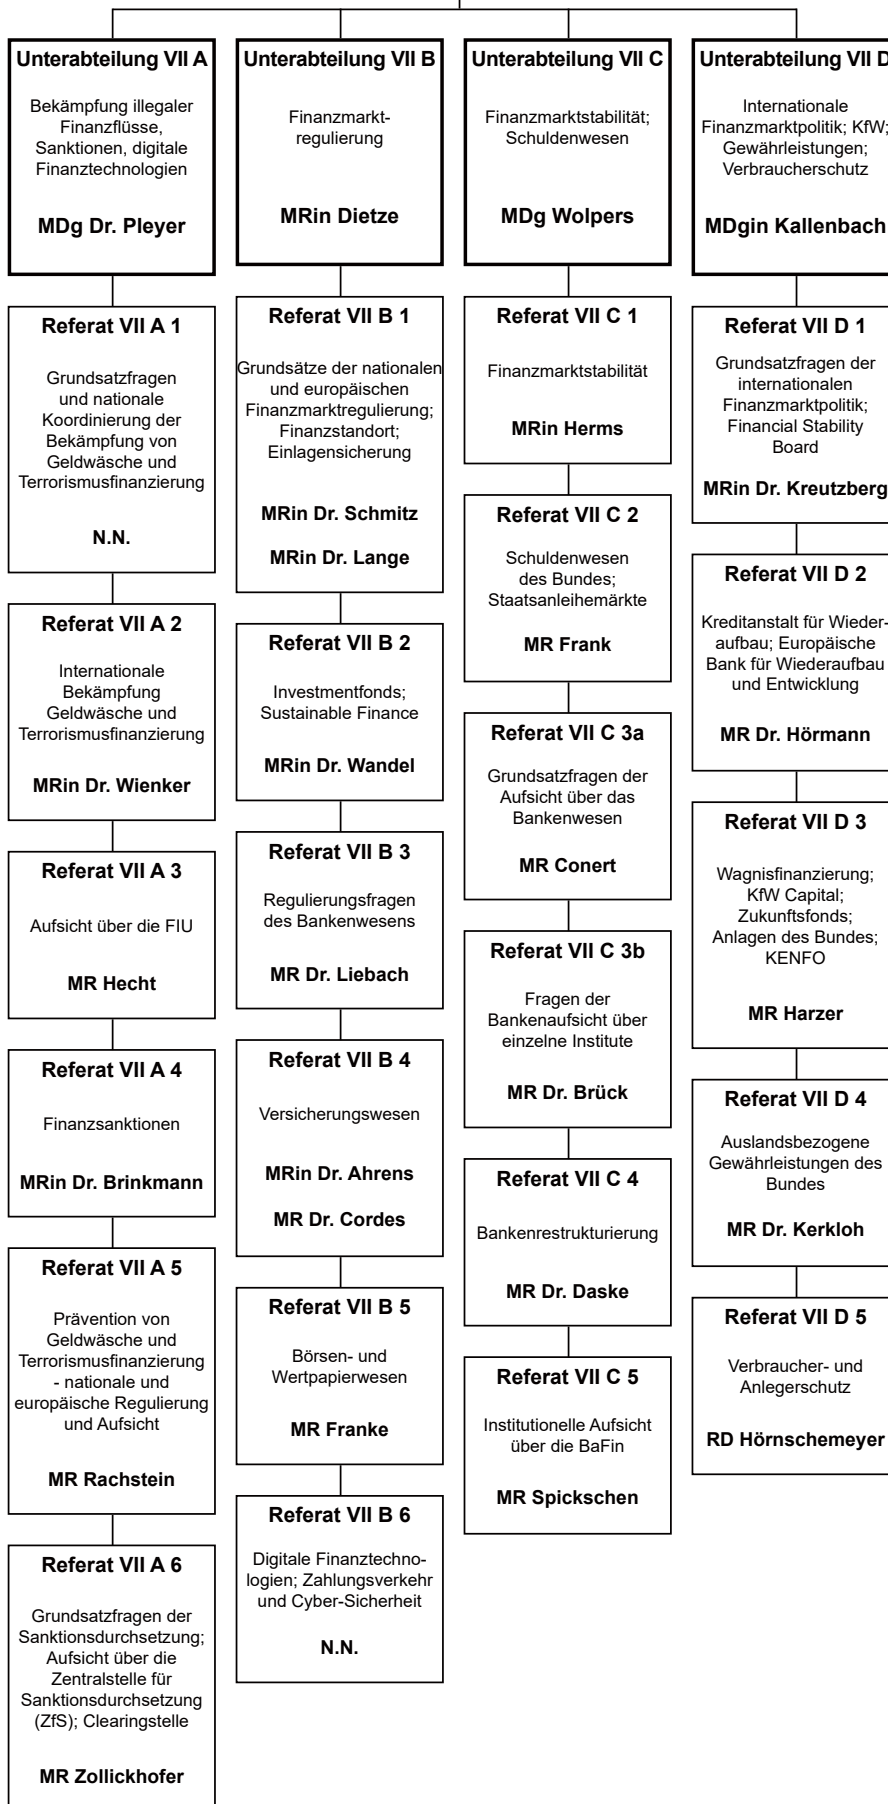 Unterabteilung VII A
Bekämpfung illegaler
Finanzflüsse,
Sanktionen, digitale
Finanztechnologien
MDg Dr. Pleyer
Referat VII A 1
Grundsatzfragen
und nationale
Koordinierung der
Bekämpfung von
Geldwäsche und
Terrorismusfinanzierung
N.N.
Referat VII A 2
Internationale
Bekämpfung
Geldwäsche und
Terrorismusfinanzierung
MRin Dr. Wienker
Referat VII A 3
Aufsicht über die FIU
MR Hecht
Referat VII A 4
Finanzsanktionen
MRin Dr. Brinkmann
Referat VII A 5
Prävention von
Geldwäsche und
Terrorismusfinanzierung
- nationale und
europäische Regulierung
und Aufsicht
MR Rachstein
Referat VII A 6
Grundsatzfragen der
Sanktionsdurchsetzung;
Aufsicht über die
Zentralstelle für
Sanktionsdurchsetzung
(ZfS); Clearingstelle
MR Zollickhofer
Unterabteilung VII B
Finanzmarkt-
regulierung
MRin Dietze
Referat VII B 1
Grundsätze der nationalen
und europäischen
Finanzmarktregulierung;
Finanzstandort;
Einlagensicherung
MRin Dr. Schmitz
MRin Dr. Lange
Referat VII B 2
Investmentfonds;
Sustainable Finance
MRin Dr. Wandel
Referat VII B 3
Regulierungsfragen
des Bankenwesens
MR Dr. Liebach
Referat VII B 4
Versicherungswesen
MRin Dr. Ahrens
MR Dr. Cordes
Referat VII B 5
Börsen- und
Wertpapierwesen
MR Franke
Referat VII B 6
Digitale Finanztechno-
logien; Zahlungsverkehr
und Cyber-Sicherheit
N.N.
Unterabteilung VII C
Finanzmarktstabilität;
Schuldenwesen
MDg Wolpers
Referat VII C 1
Finanzmarktstabilität
MRin Herms
Referat VII C 2
Schuldenwesen
des Bundes;
Staatsanleihemärkte
MR Frank
Referat VII C 3a
Grundsatzfragen der
Aufsicht über das
Bankenwesen
MR Conert
Referat VII C 3b
Fragen der
Bankenaufsicht über
einzelne Institute
MR Dr. Brück
Referat VII C 4
Bankenrestrukturierung
MR Dr. Daske
Referat VII C 5
Institutionelle Aufsicht
über die BaFin
MR Spickschen
Unterabteilung VII D
Internationale
Finanzmarktpolitik; KfW;
Gewährleistungen;
Verbraucherschutz
MDgin Kallenbach
Referat VII D 1
Grundsatzfragen der
internationalen
Finanzmarktpolitik;
Financial Stability
Board
MRin Dr. Kreutzberg
Referat VII D 2
Kreditanstalt für Wieder-
aufbau; Europäische
Bank für Wiederaufbau
und Entwicklung
MR Dr. Hörmann
Referat VII D 3
Wagnisfinanzierung;
KfW Capital;
Zukunftsfonds;
Anlagen des Bundes;
KENFO
MR Harzer
Referat VII D 4
Auslandsbezogene
Gewährleistungen des
Bundes
MR Dr. Kerkloh
Referat VII D 5
Verbraucher- und
Anlegerschutz
RD Hörnschemeyer